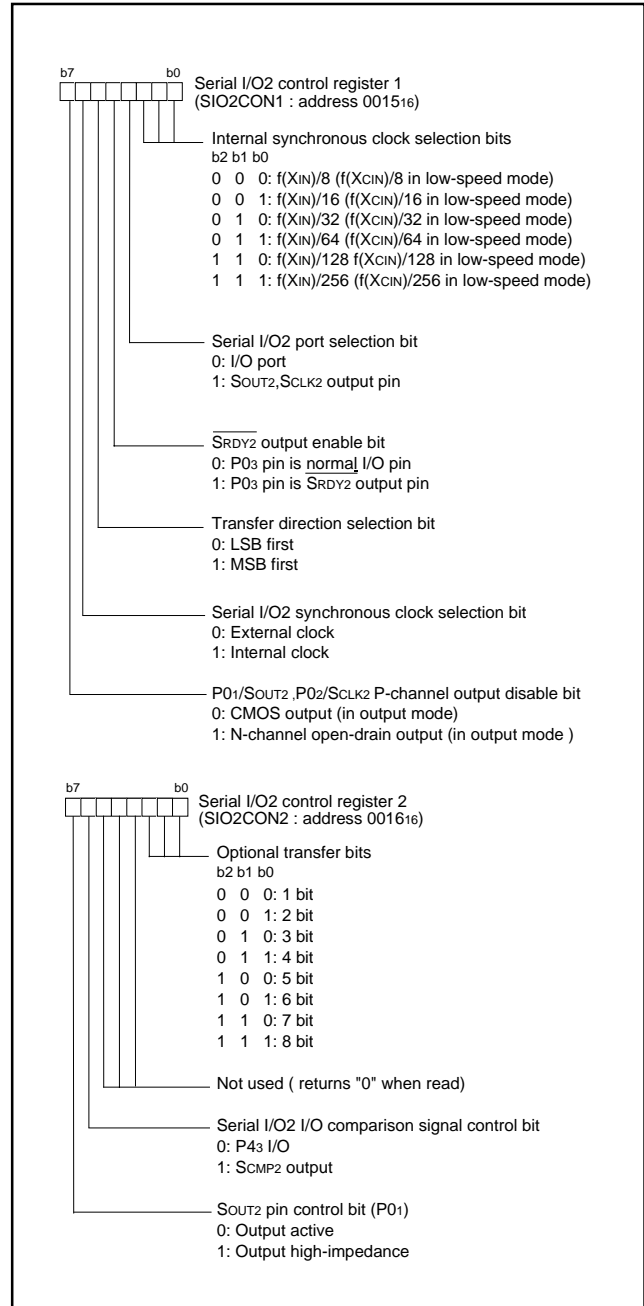 b7 b0
Serial I/O2 control register 1
(SIO2CON1 : address 001516)
Internal synchronous clock selection bits
b2 b1 b0
0 0 0: f(XIN)/8 (f(XCIN)/8 in low-speed mode)
0 0 1: f(XIN)/16 (f(XCIN)/16 in low-speed mode)
0 1 0: f(XIN)/32 (f(XCIN)/32 in low-speed mode)
0 1 1: f(XIN)/64 (f(XCIN)/64 in low-speed mode)
1 1 0: f(XIN)/128 f(XCIN)/128 in low-speed mode)
1 1 1: f(XIN)/256 (f(XCIN)/256 in low-speed mode)
Serial I/O2 port selection bit
0: I/O port
1: SOUT2,SCLK2 output pin
SRDY2 output enable bit
0: P03 pin is normal I/O pin
1: P03 pin is SRDY2 output pin
Transfer direction selection bit
0: LSB first
1: MSB first
Serial I/O2 synchronous clock selection bit
0: External clock
1: Internal clock
P01/SOUT2 ,P02/SCLK2 P-channel output disable bit
0: CMOS output (in output mode)
1: N-channel open-drain output (in output mode )
b7 b0
Serial I/O2 control register 2
(SIO2CON2 : address 001616)
Optional transfer bits
b2 b1 b0
0 0 0: 1 bit
0 0 1: 2 bit
0 1 0: 3 bit
0 1 1: 4 bit
1 0 0: 5 bit
1 0 1: 6 bit
1 1 0: 7 bit
1 1 1: 8 bit
Not used ( returns "0" when read)
Serial I/O2 I/O comparison signal control bit
0: P43 I/O
1: SCMP2 output
SOUT2 pin control bit (P01)
0: Output active
1: Output high-impedance